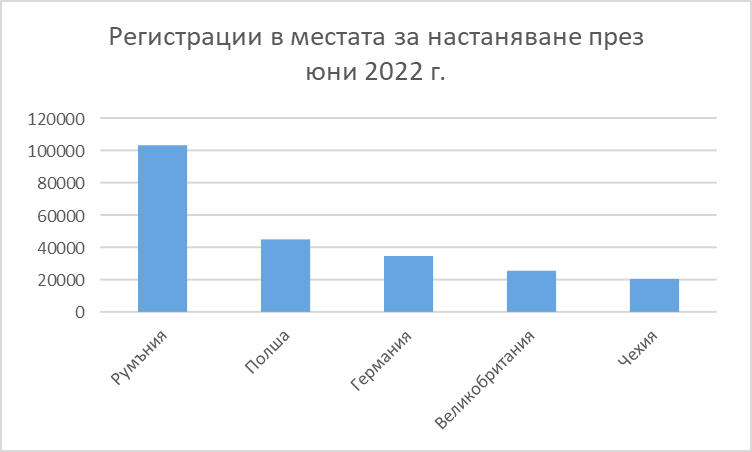 Регистрации в местата за настаняване през
юни 2022 г.
120000
100000
80000
60000
40000
20000
0
Румъния
Полша
Германия
Великобритания
Чехия